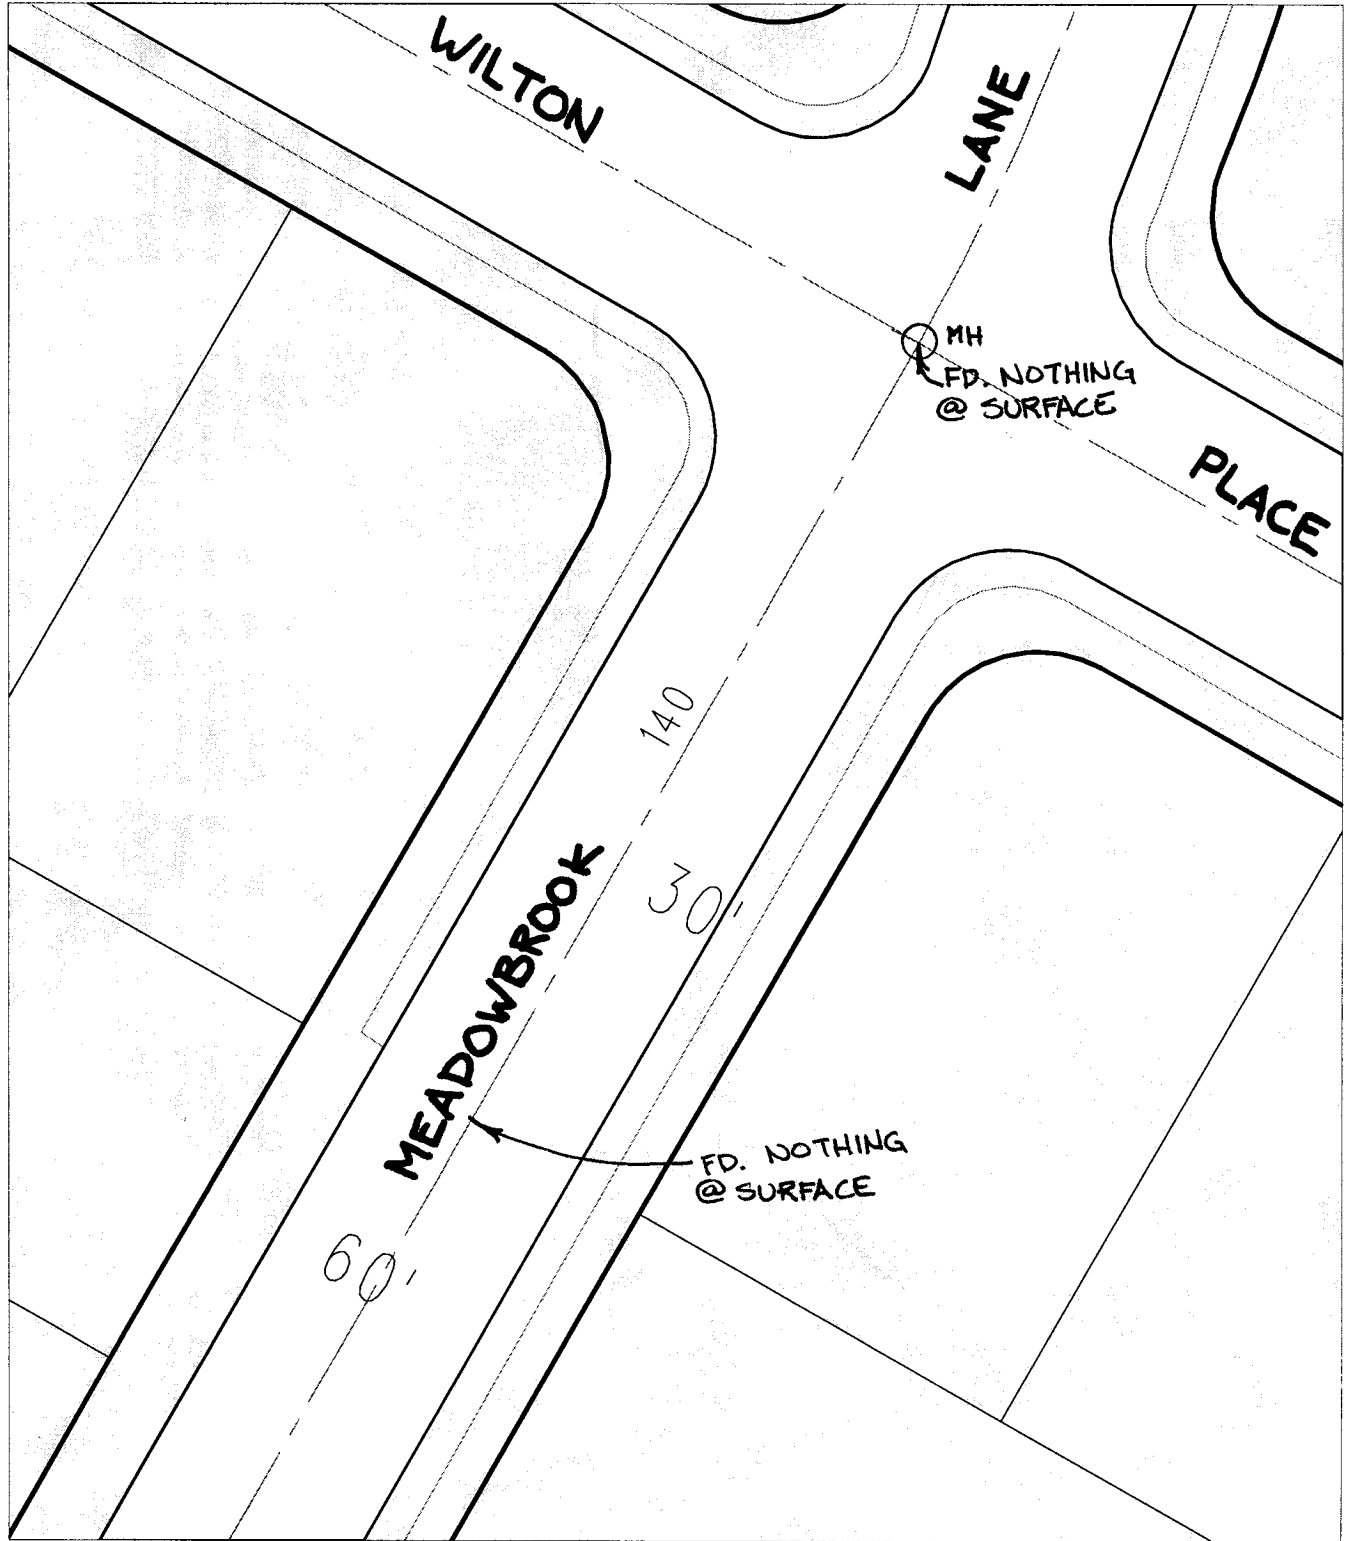 WILTON
LANE
MH
FD. NOTHING
@ SURFACE
PLACE
140
30'
MEADOWBROOK
FD. NOTHING
@ SURFACE
60'